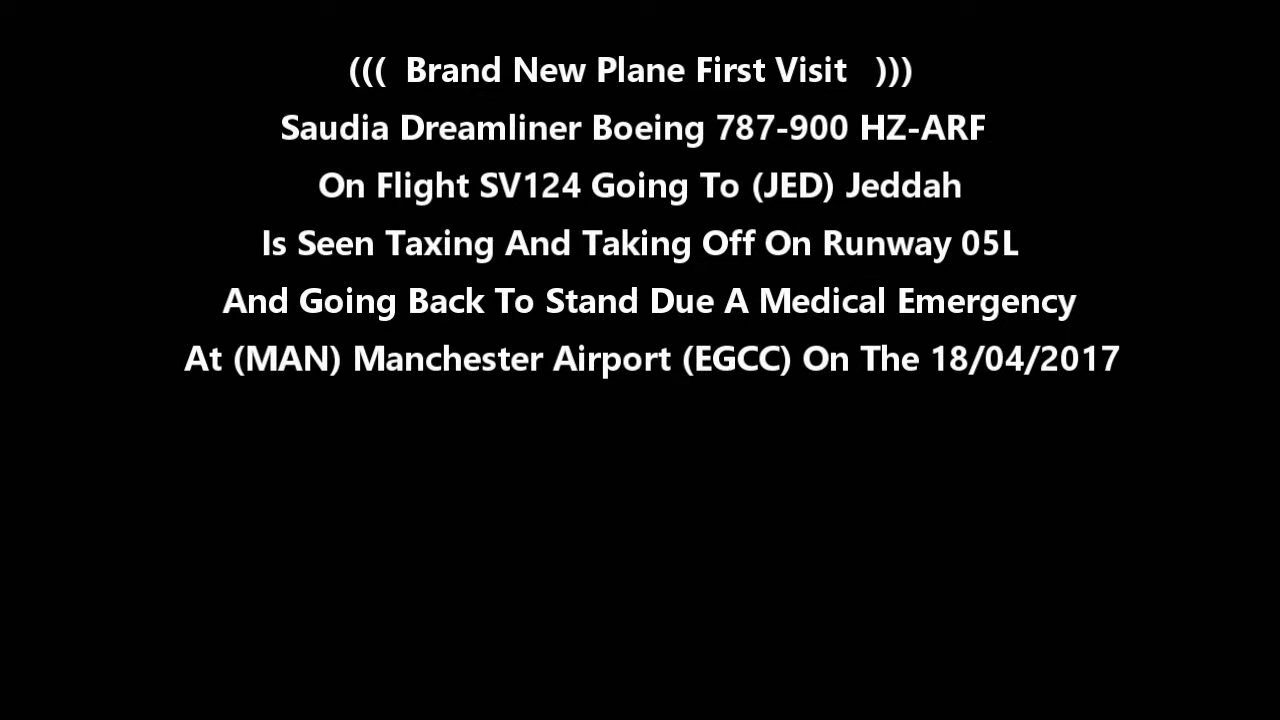 ((( Brand New Plane First Visit )))
Saudia Dreamliner Boeing 787-900 HZ-ARF
On Flight SV124 Going To (JED) Jeddah
Is Seen Taxing And Taking Off On Runway 05L
And Going Back To Stand Due A Medical Emergency
At (MAN) Manchester Airport (EGCC) On The 18/04/2017